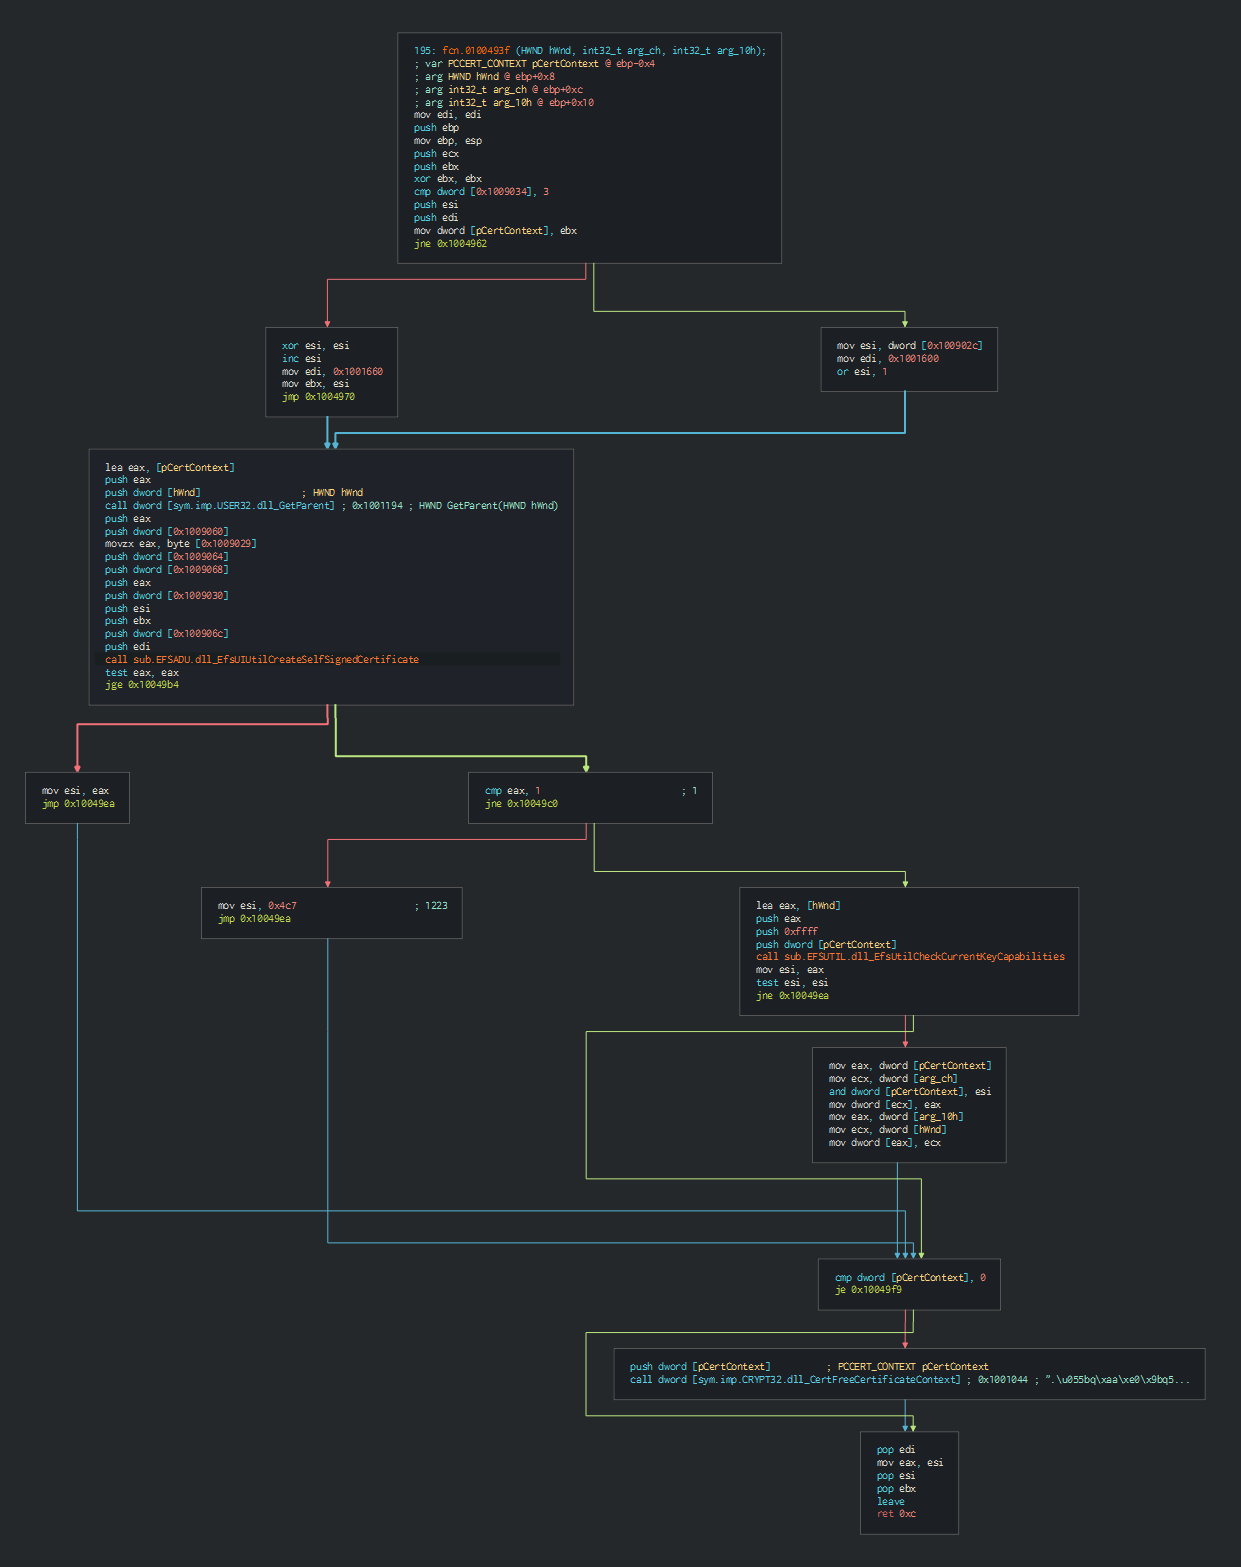 195: fcn.0100493f (HWND hWnd, int32_t arg_ch, int32_t arg_10h);
; var PCCERT_CONTEXT pCertContext @ ebp-0x4
; arg HWND hWnd @ ebp+0x8
; arg int32_t arg_ch @ ebp+0xc
; arg int32_t arg_10h @ ebp+0x10
mov edi, edi
push ebp
mov ebp, esp
push ecx
push ebx
xor ebx, ebx
cmp dword [0x1009034], 3
push esi
push edi
mov dword [pCertContext], ebx
jne 0x1004962
xor esi, esi
inc esi
mov edi, 0x1001660
mov ebx, esi
jmp 0x1004970
mov esi, dword [0x100902c]
mov edi, 0x1001600
or esi, 1
lea eax, [pCertContext]
push eax
push dword [hWnd] ; HWND hWnd
call dword [sym.imp.USER32.dll_GetParent] ; 0x1001194 ; HWND GetParent(HWND hWnd)
push eax
push dword [0x1009060]
movzx eax, byte [0x1009029]
push dword [0x1009064]
push dword [0x1009068]
push eax
push dword [0x1009030]
push esi
push ebx
push dword [0x100906c]
push edi
call sub.EFSADU.dll_EfsUIUtilCreateSelfSignedCertificate
test eax, eax
jge 0x10049b4
mov esi, eax
jmp 0x10049ea
cmp eax, 1 ; 1
jne 0x10049c0
mov esi, 0x4c7 ; 1223
jmp 0x10049ea
lea eax, [hWnd]
push eax
push 0xffff
push dword [pCertContext]
call sub.EFSUTIL.dll_EfsUtilCheckCurrentKeyCapabilities
mov esi, eax
test esi, esi
jne 0x10049ea
mov eax, dword [pCertContext]
mov ecx, dword [arg_ch]
and dword [pCertContext], esi
mov dword [ecx], eax
mov eax, dword [arg_10h]
mov ecx, dword [hWnd]
mov dword [eax], ecx
cmp dword [pCertContext], 0
je 0x10049f9
push dword [pCertContext] ; PCCERT_CONTEXT pCertContext
call dword [sym.imp.CRYPT32.dll_CertFreeCertificateContext] ; 0x1001044 ; ".\u055bq\xaa\xe0\x9bq5...
pop edi
mov eax, esi
pop esi
pop ebx
leave
ret 0xc